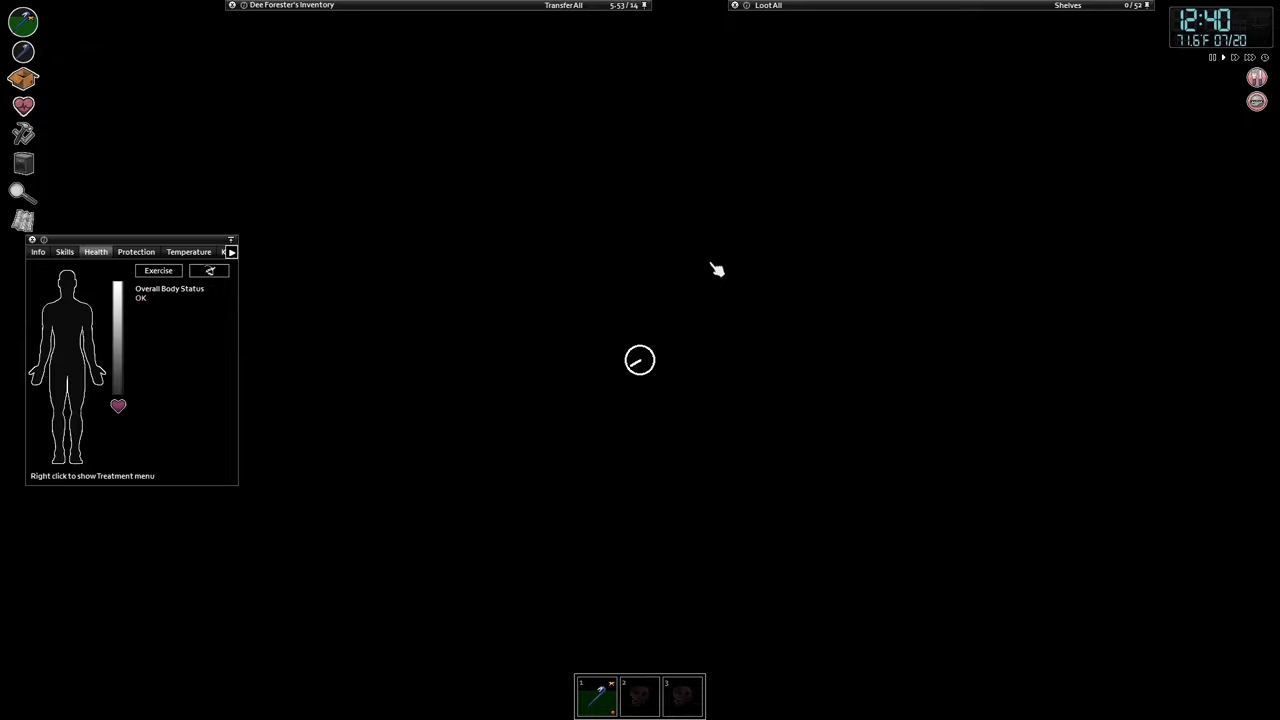 Dee Forester's Inventory Transfer All 5.53 / 14
Loot All Shelves 0 / 52
12:40
71.6°F 07/20
Info Skills Health Protection Temperature
Exercise
Overall Body Status
OK
Right click to show Treatment menu
1 2 3